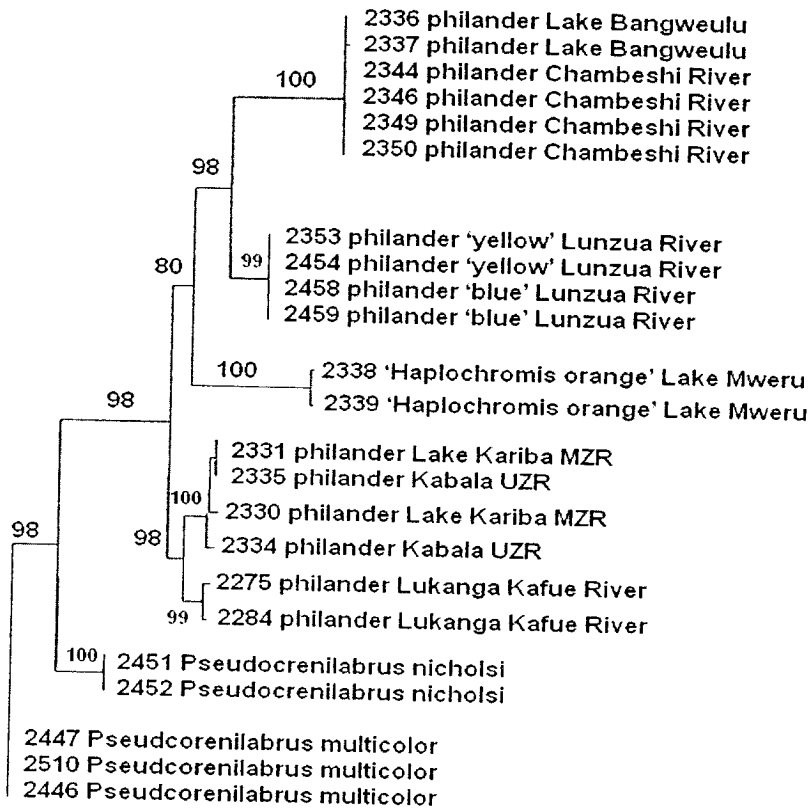 2336 philander Lake Bangweulu
2337 philander Lake Bangweulu
2344 philander Chambeshi River
100
2346 philander Chambeshi River
2349 philander Chambeshi River
2350 philander Chambeshi River
98
2353 philander ‘yellow’ Lunzua River
99
2454 philander ‘yellow’ Lunzua River
80
2458 philander ‘blue’ Lunzua River
2459 philander ‘blue’ Lunzua River
100
2338 ‘Haplochromis orange’ Lake Mweru
98
2339 ‘Haplochromis orange’ Lake Mweru
2331 philander Lake Kariba MZR
2335 philander Kabala UZR
100
2330 philander Lake Kariba MZR
98
98
2334 philander Kabala UZR
2275 philander Lukanga Kafue River
99
2284 philander Lukanga Kafue River
100
2451 Pseudocrenilabrus nicholsi
2452 Pseudocrenilabrus nicholsi
2447 Pseudcorenilabrus multicolor
2510 Pseudcorenilabrus multicolor
2446 Pseudcorenilabrus multicolor